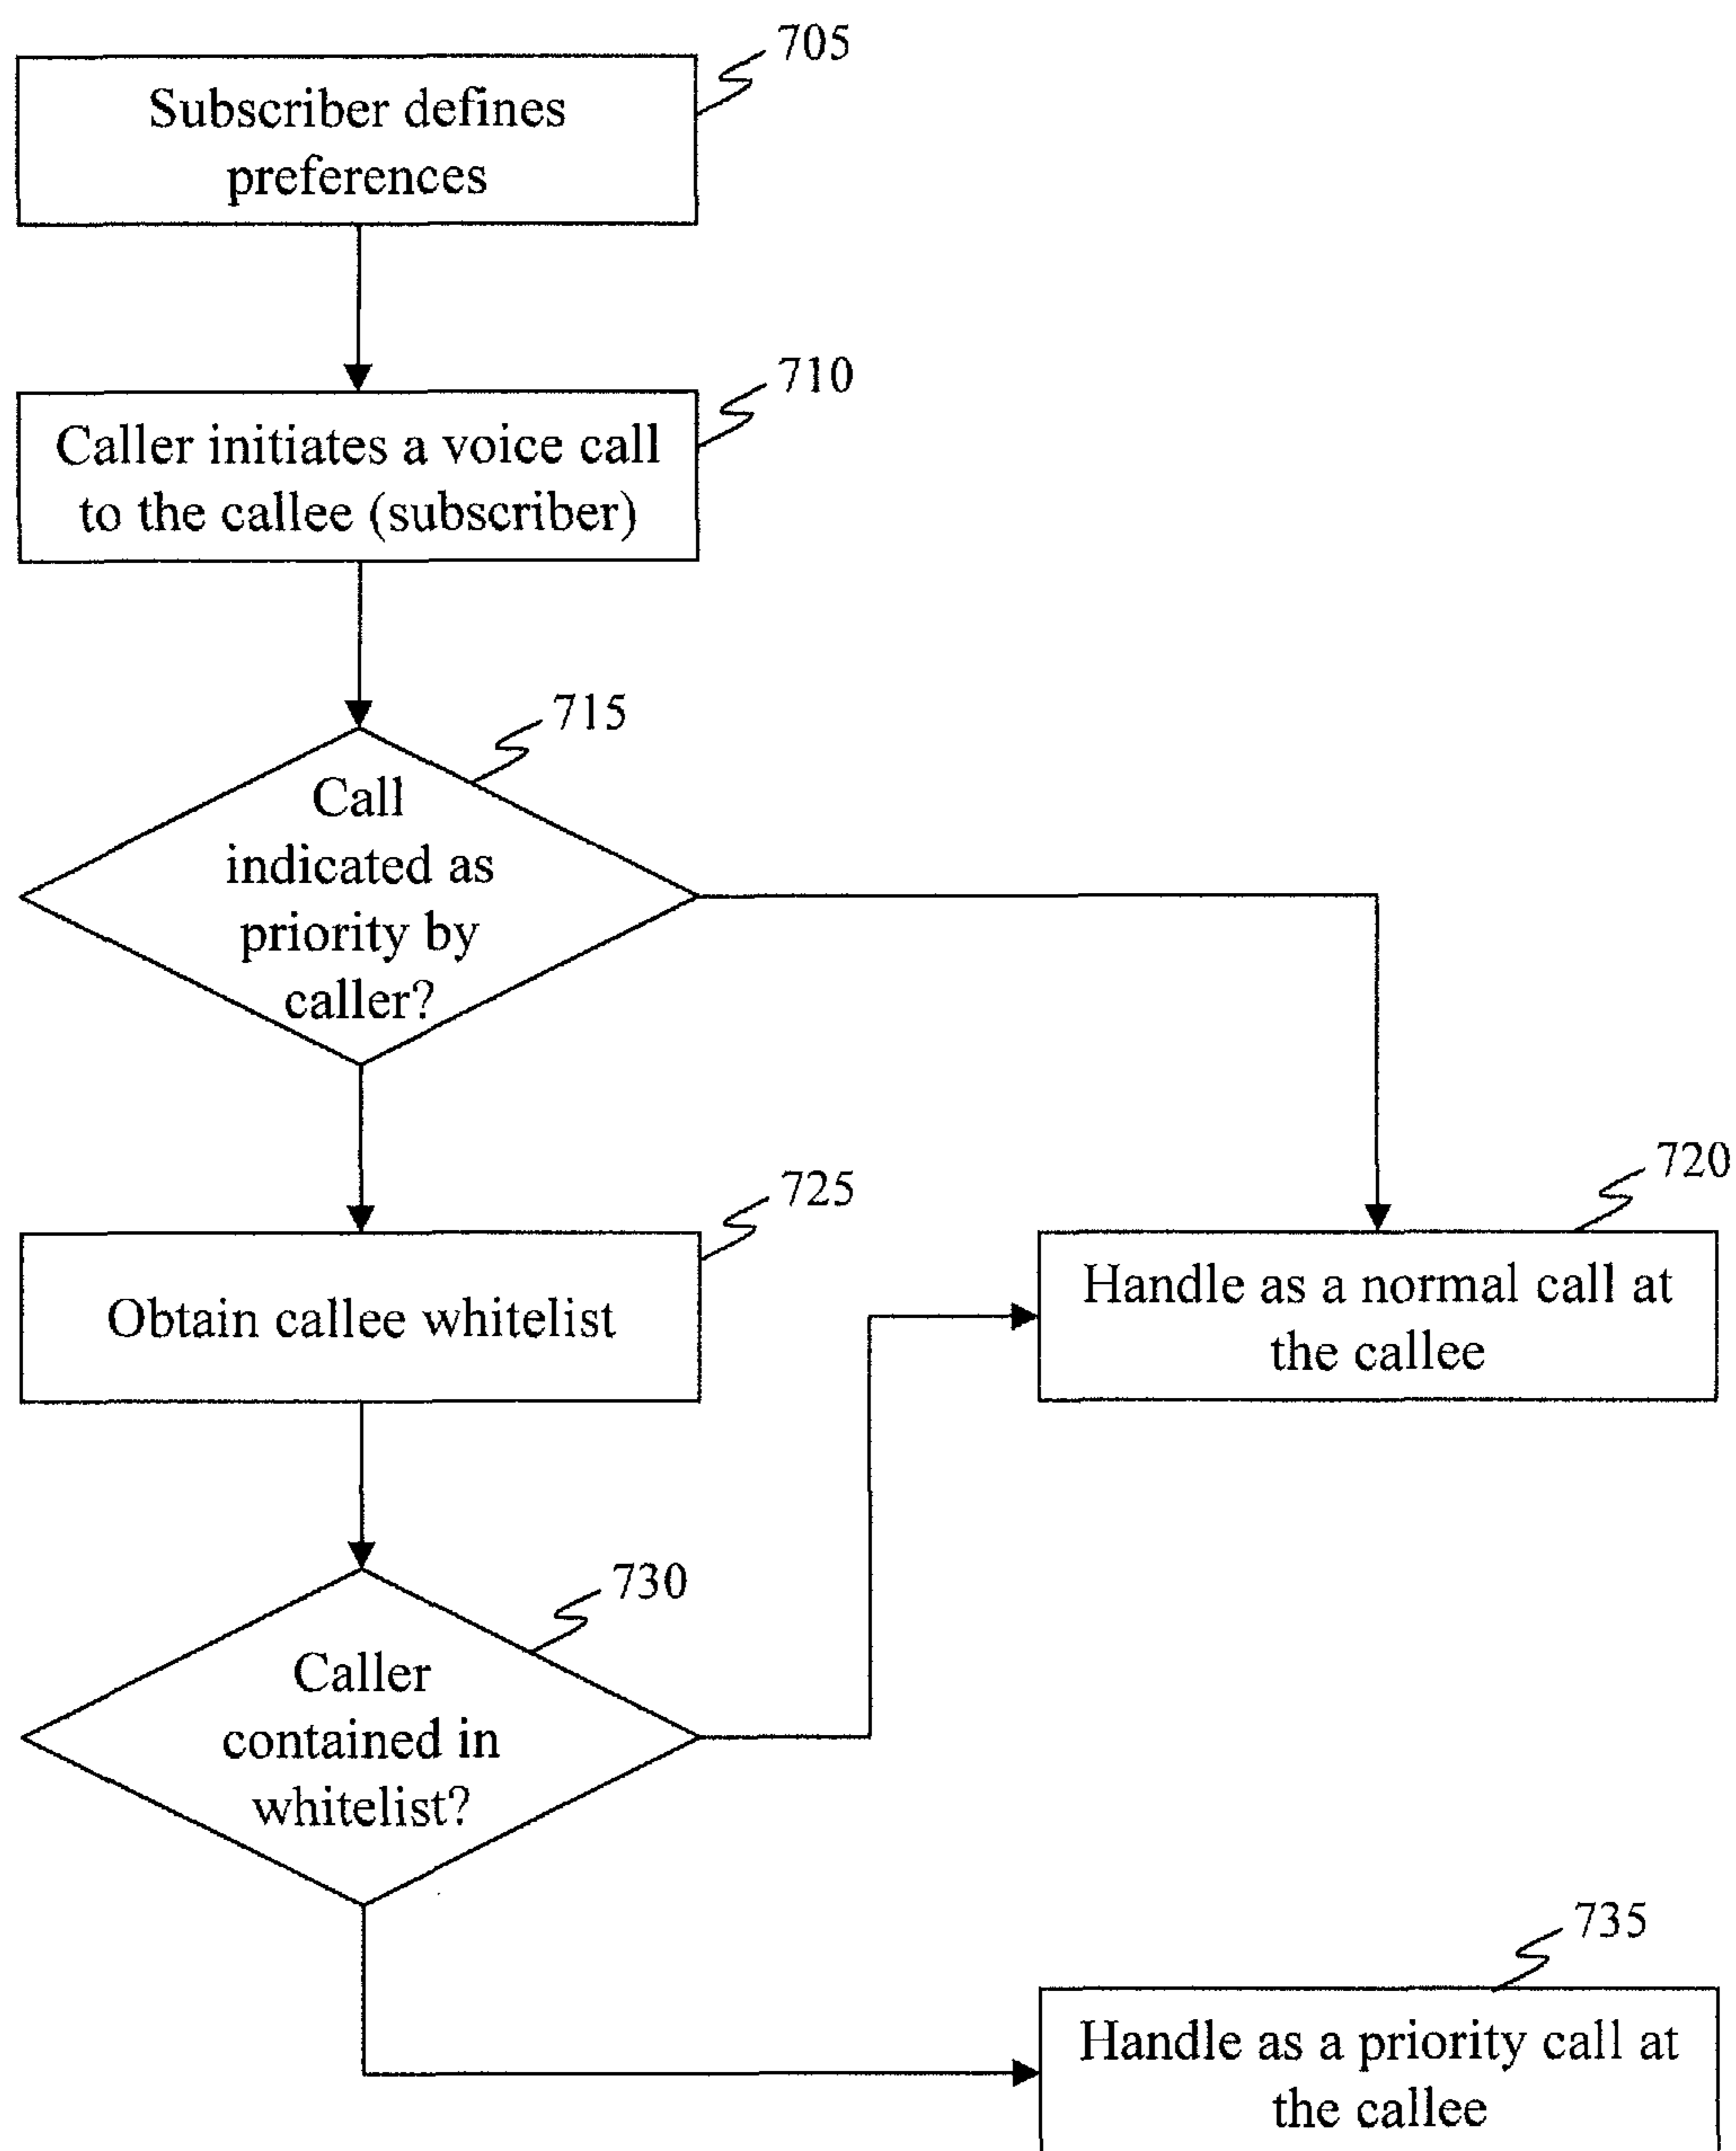 705
Subscriber defines
preferences
710
Caller initiates a voice call
to the callee (subscriber)
715
Call
indicated as
priority by
caller?
720
725
Handle as a normal call at
the callee
Obtain callee whitelist
730
Caller
contained in
whitelist?
735
Handle as a priority call at
the callee